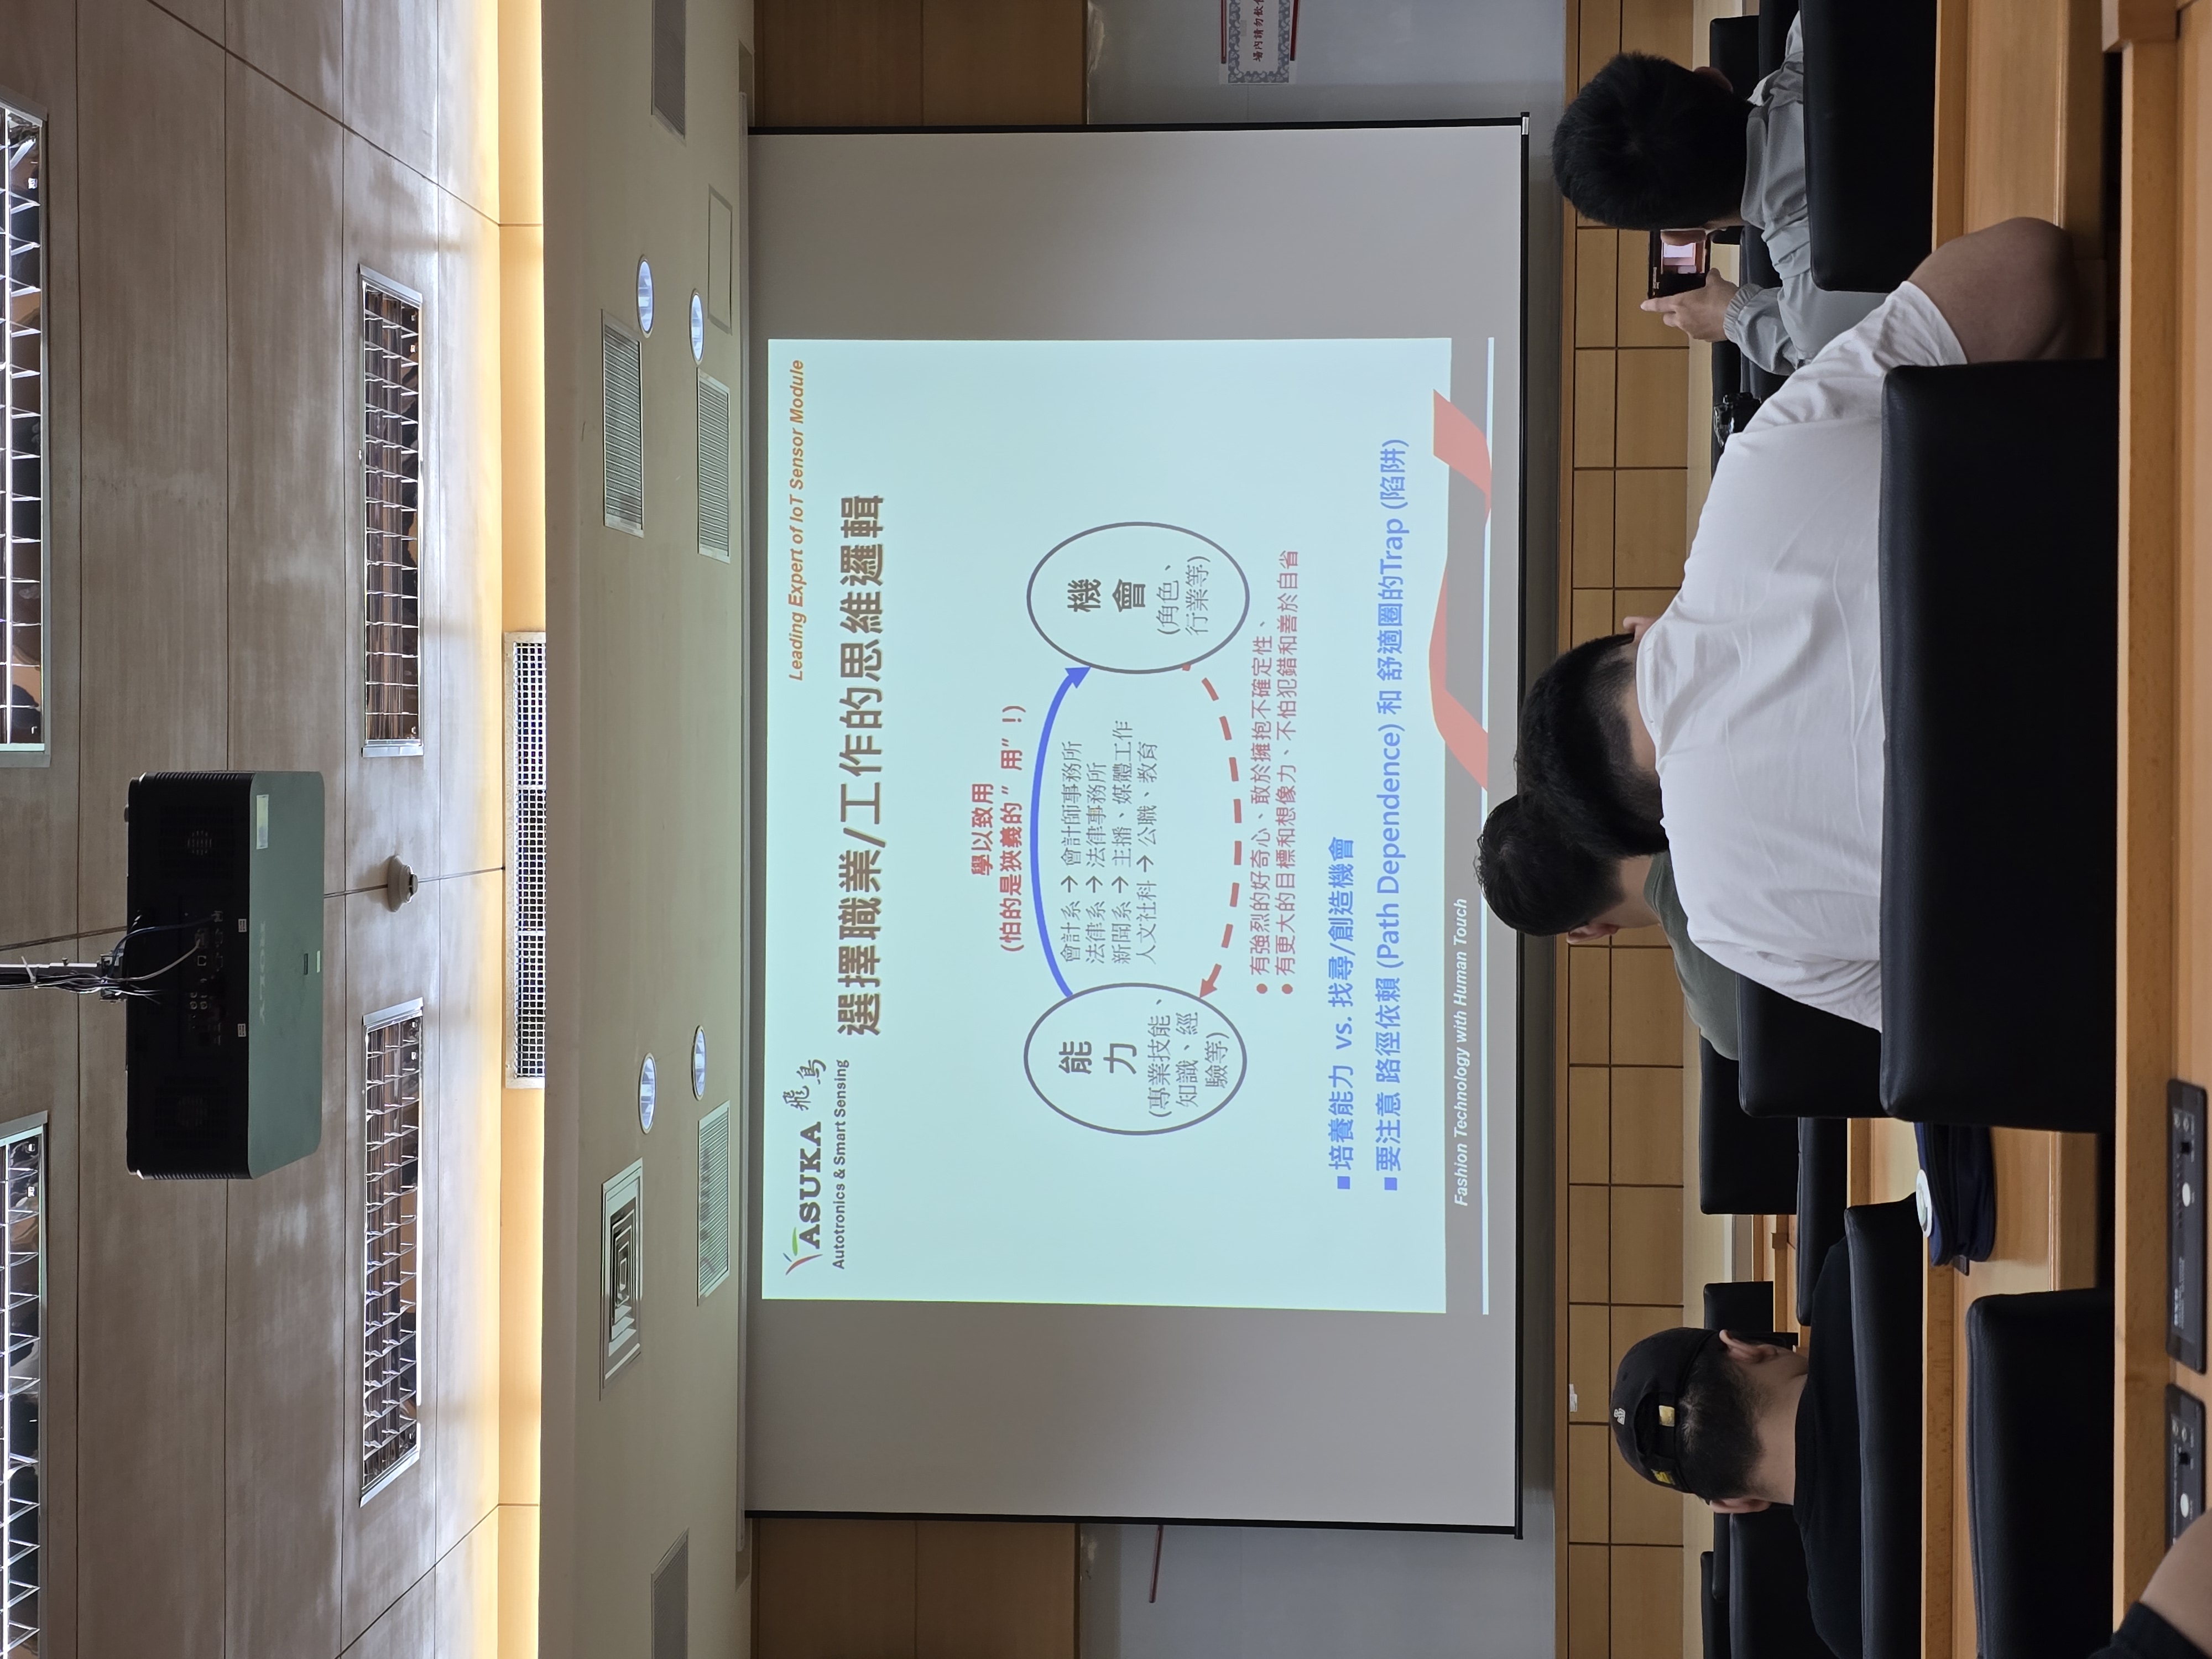 ASUKA 飛鳥
Autotronics & Smart Sensing
Leading Expert of IoT Sensor Module
選擇職業/工作的思維邏輯
學以致用
(怕的是狹義的 ” 用” !)
能
力
(專業技能、
知識、經
驗等)
會計系 → 會計師事務所
法律系 → 法律事務所
新聞系 → 主播、媒體工作
人文社科 → 公職、教育
機
會
(角色、
行業等)
● 有強烈的好奇心、敢於擁抱不確定性、
● 有更大的目標和想像力、不怕犯錯和善於自省
■ 培養能力 vs. 找尋/創造機會
■ 要注意 路徑依賴 (Path Dependence) 和 舒適圈的Trap (陷阱)
Fashion Technology with Human Touch
場內請勿飲食